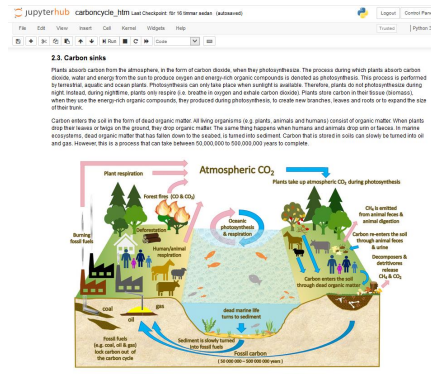 jupyterhub carboncycle_htm Last Checkpoint: för 16 timmar sedan (autosaved)
Logout Control Pane
File Edit View Insert Cell Kernel Widgets Help
Trusted Python 3
Run Code
2.3. Carbon sinks
Plants absorb carbon from the atmosphere, in the form of carbon dioxide, when they photosynthesize. The process during which plants absorb carbon
dioxide, water and energy from the sun to produce oxygen and energy-rich organic compounds is denoted as photosynthesis. This process is performed
by terrestrial, aquatic and ocean plants. Photosynthesis can only take place when sunlight is available. Therefore, plants do not photosynthesize during
night. Instead, during nighttime, plants only respire (i.e. breathe in oxygen and exhale carbon dioxide). Plants store carbon in their tissue (biomass),
when they use the energy-rich organic compounds, they produced during photosynthesis, to create new branches, leaves and roots or to expand the size
of their trunk.
Carbon enters the soil in the form of dead organic matter. All living organisms (e.g. plants, animals and humans) consist of organic matter. When plants
drop their leaves or twigs on the ground, they drop organic matter. The same thing happens when humans and animals drop urin or faeces. In marine
ecosystems, dead organic matter that has fallen down to the seabed, is turned into sediment. Carbon that is stored in soils can slowly be turned into oil
and gas. However, this is a process that can take between 50,000,000 to 500,000,000 years to complete.
Atmospheric CO₂
Plant respiration
Plants take up atmospheric CO₂ during photosynthesis
Forest fires (CO & CO₂)
CH₄ is emitted
from animal feces &
animal digestion
Oceanic
photosynthesis
& respiration
Deforestation
Burning
fossil fuels
Carbon re-enters the soil
through animal feces
& urine
Human/animal
respiration
Decomposers &
detritivores
release
CH₄ & CO₂
Carbon enters the soil
through dead organic matter
coal
oil
gas
dead marine life
turns to sediment
Fossil fuels
(e.g. coal, oil & gas)
lock carbon out of
the carbon cycle
Sediment is slowly turned
into fossil fuels
Fossil carbon
( 50 000 000 – 500 000 000 years )